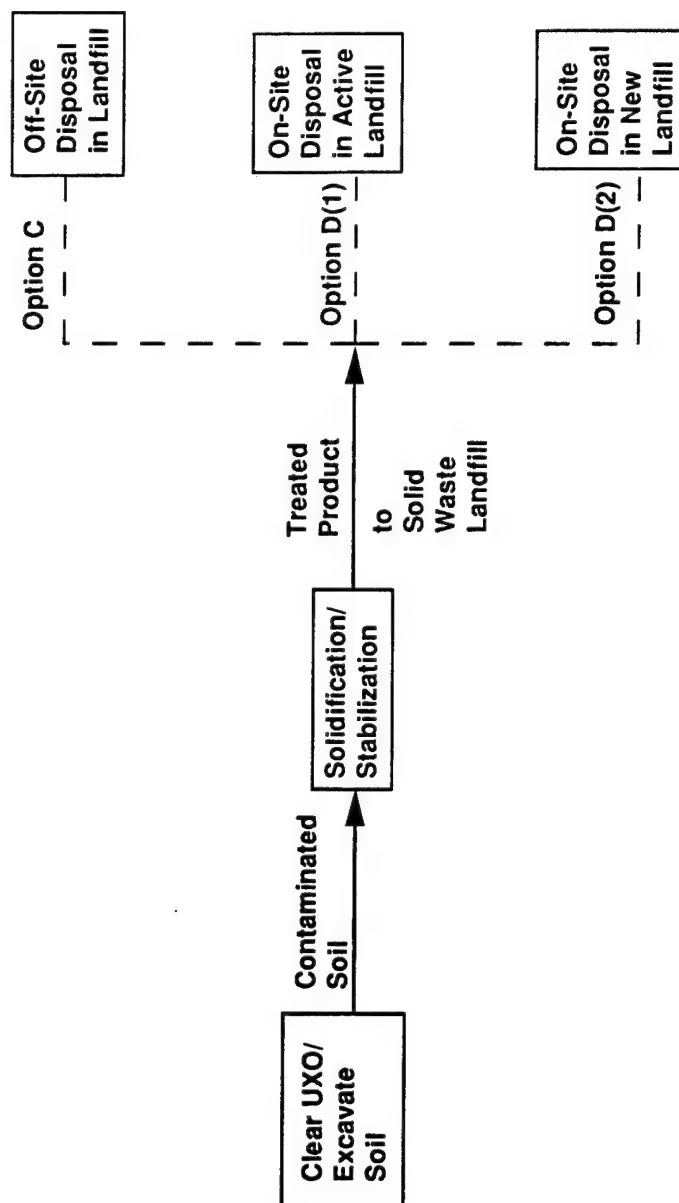 Clear UXO/
Excavate
Soil
Contaminated
Soil
Solidification/
Stabilization
Treated
Product
to
Solid
Waste
Landfill
Option C
Off-Site
Disposal
in Landfill
Option D(1)
On-Site
Disposal
in Active
Landfill
Option D(2)
On-Site
Disposal
in New
Landfill